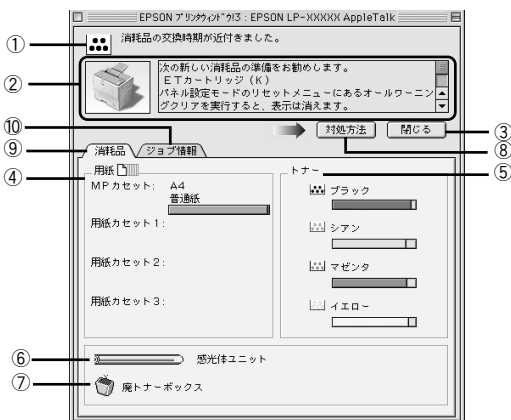 EPSON プリンタウィンドウ!3 : EPSON LP-XXXXX AppleTalk
① 消耗品の交換時期が近付きました。
②
次の新しい消耗品の準備をお勧めします。
ETカートリッジ(K)
パネル設定モードのリセットメニューにあるオールワーニン
グクリアを実行すると、表示は消えます。
対処方法 閉じる
③
⑧
⑩
⑨ 消耗品 ジョブ情報
④ 用紙
MPカセット: A4
普通紙
用紙カセット1:
用紙カセット2:
用紙カセット3:
⑤ トナー
ブラック
シアン
マゼンタ
イエロー
⑥ 感光体ユニット
⑦ 廃トナーボックス